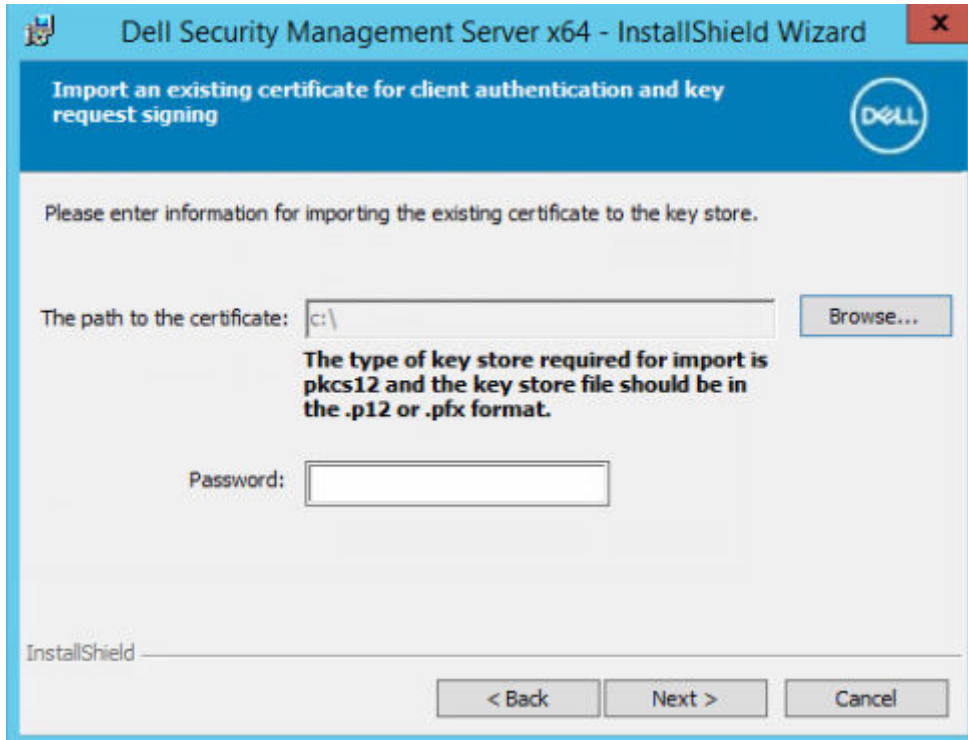 Dell Security Management Server x64 - InstallShield Wizard
x
Import an existing certificate for client authentication and key
request signing
DELL
Please enter information for importing the existing certificate to the key store.
The path to the certificate: c:\ Browse...
The type of key store required for import is
pkcs12 and the key store file should be in
the .p12 or .pfx format.
Password:
InstallShield
< Back Next > Cancel